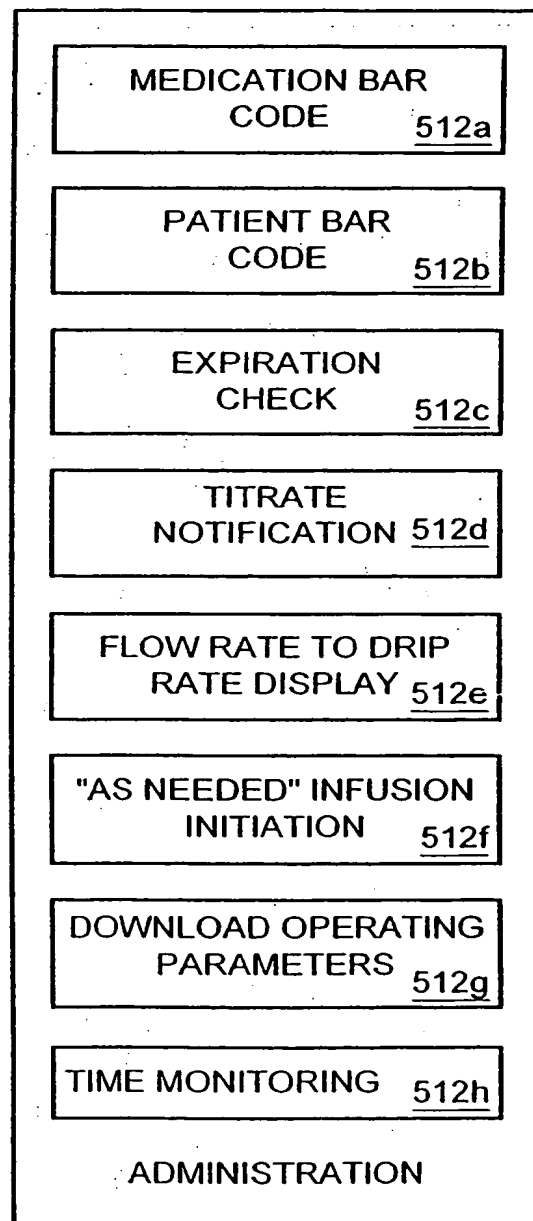 MEDICATION BAR
CODE 512a
PATIENT BAR
CODE 512b
EXPIRATION
CHECK 512c
TITRATE
NOTIFICATION 512d
FLOW RATE TO DRIP
RATE DISPLAY 512e
"AS NEEDED" INFUSION
INITIATION 512f
DOWNLOAD OPERATING
PARAMETERS 512g
TIME MONITORING 512h
ADMINISTRATION